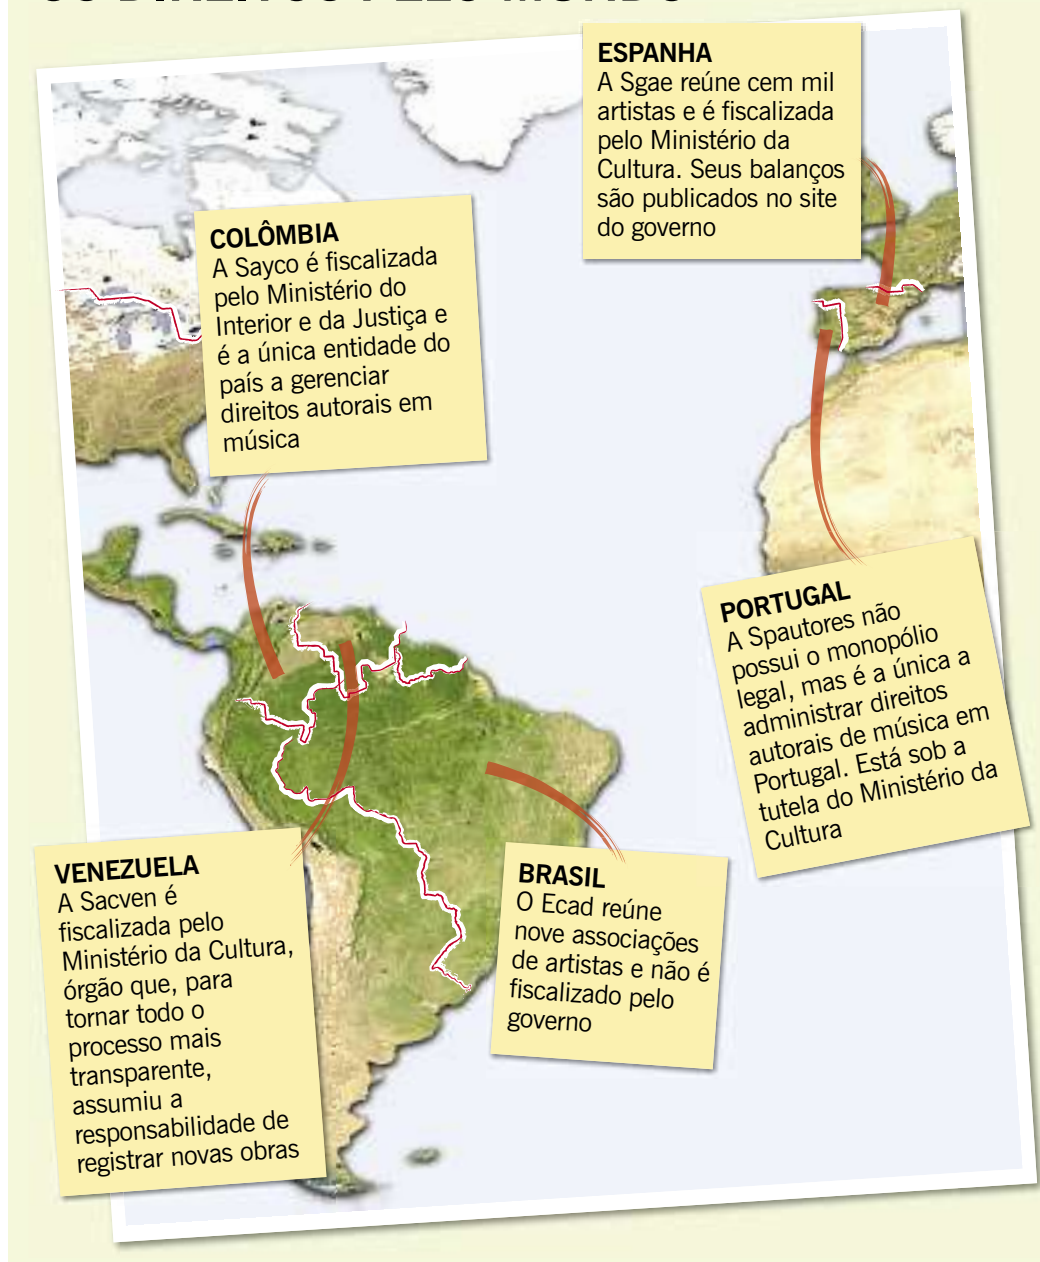 OS DIREITOS PELO MUNDO
ESPANHA
A Sgae reúne cem mil
artistas e é fiscalizada
pelo Ministério da
Cultura. Seus balanços
são publicados no site
do governo
COLÔMBIA
A Sayco é fiscalizada
pelo Ministério do
Interior e da Justiça e
é a única entidade do
país a gerenciar
direitos autorais em
música
PORTUGAL
A Spautores não
possui o monopólio
legal, mas é a única a
administrar direitos
autorais de música em
Portugal. Está sob a
tutela do Ministério da
Cultura
VENEZUELA
A Sacven é
fiscalizada pelo
Ministério da Cultura,
órgão que, para
tornar todo o
processo mais
transparente,
assumiu a
responsabilidade de
registrar novas obras
BRASIL
O Ecad reúne
nove associações
de artistas e não é
fiscalizado pelo
governo